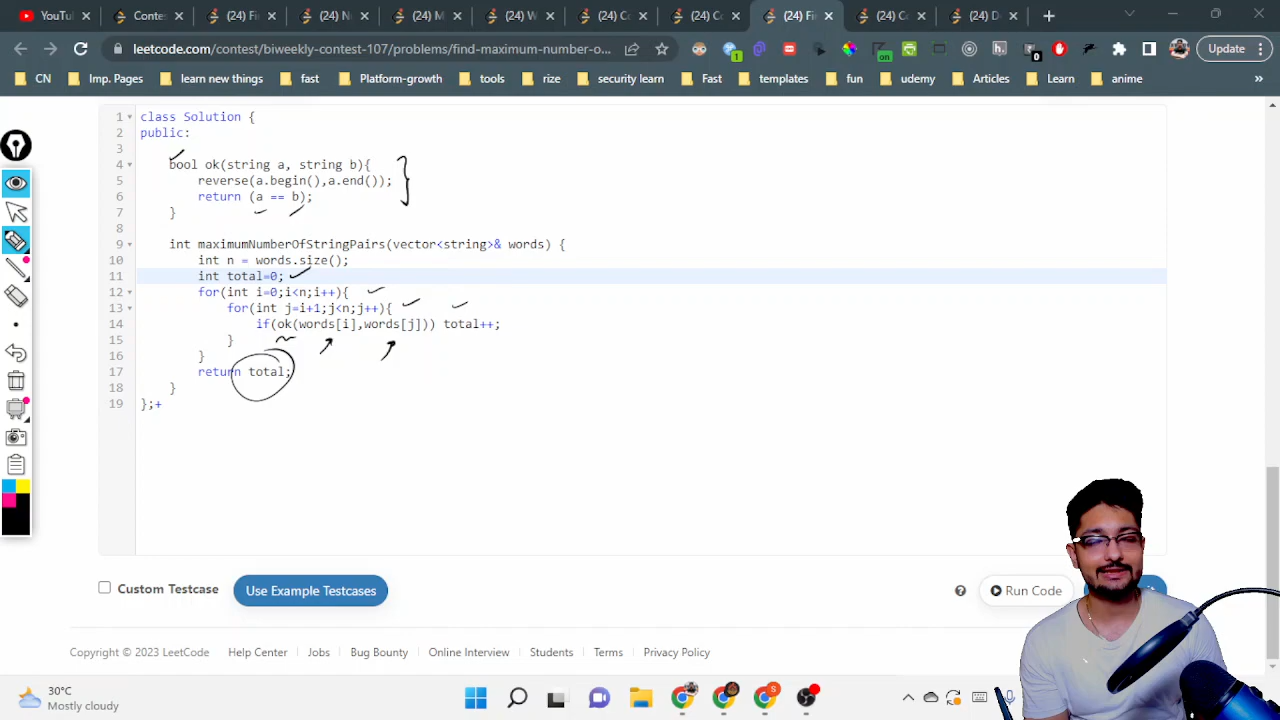 YouTu
Contes
(24) Fi
(24) N
(24) M
(24) W
(24) Co
(24) Co
(24) Fi
(24) C
(24) D
leetcode.com/contest/biweekly-contest-107/problems/find-maximum-number-o...
Update
CN
Imp. Pages
learn new things
fast
Platform-growth
tools
rize
security learn
Fast
templates
fun
udemy
Articles
Learn
anime
»
1
on
0
1 class Solution {
2 public:
3
4 bool ok(string a, string b){
5 reverse(a.begin(),a.end());
6 return (a == b);
7 }
8
9 int maximumNumberOfStringPairs(vector<string>& words) {
10 int n = words.size();
11 int total=0;
12 for(int i=0;i<n;i++){
13 for(int j=i+1;j<n;j++){
14 if(ok(words[i],words[j])) total++;
15 }
16 }
17 return total;
18 }
19 };+
Custom Testcase
Use Example Testcases
Run Code
Copyright © 2023 LeetCode
Help Center
Jobs
Bug Bounty
Online Interview
Students
Terms
Privacy Policy
30°C
Mostly cloudy